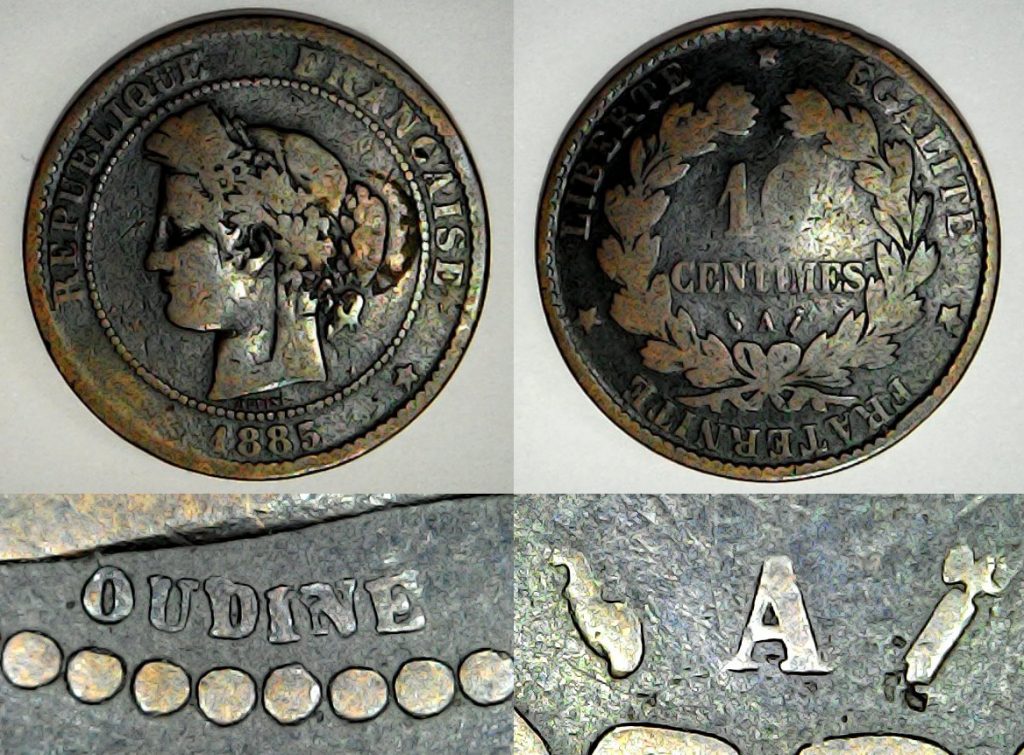 REPUBLIQUE FRANÇAISE
1885
LIBERTE EGALITE
10
CENTIMES
A
FRATERNITE
OUDINE
A